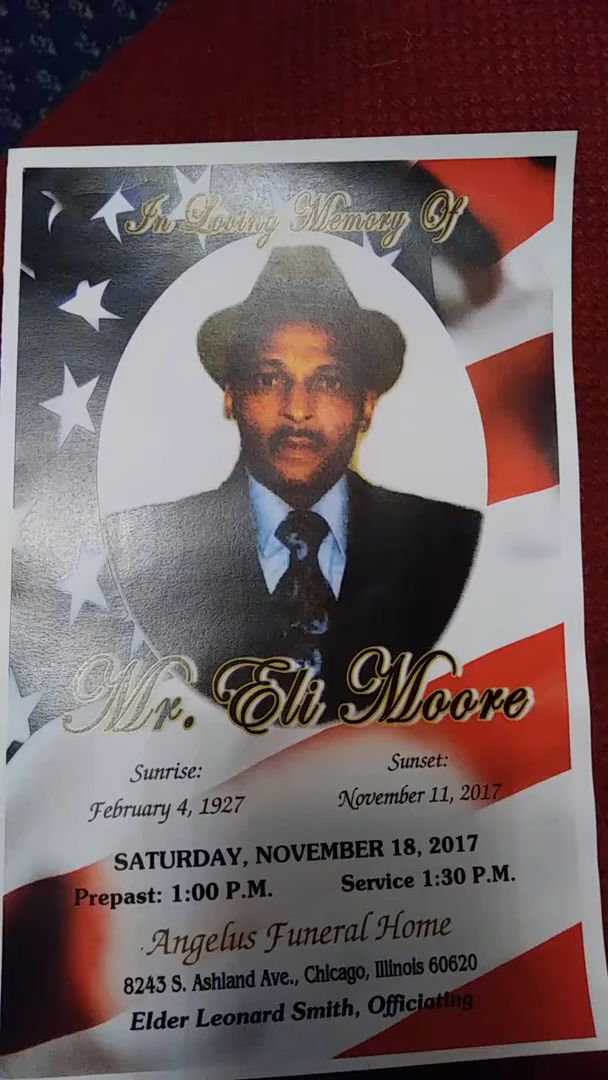 In Loving Memory Of
Mr. Eli Moore
Sunrise:
February 4, 1927
Sunset:
November 11, 2017
SATURDAY, NOVEMBER 18, 2017
Prepast: 1:00 P.M. Service 1:30 P.M.
Angelus Funeral Home
8243 S. Ashland Ave., Chicago, Illinois 60620
Elder Leonard Smith, Officiating